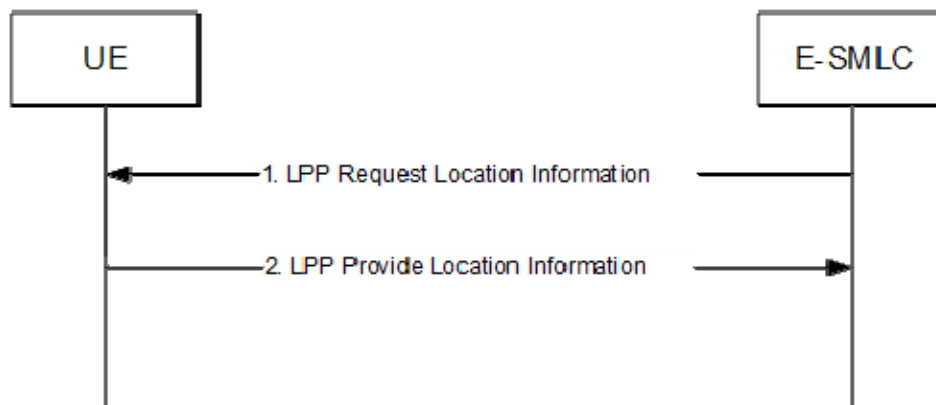 UE
E-SMLC
1. LPP Request Location Information
2. LPP Provide Location Information